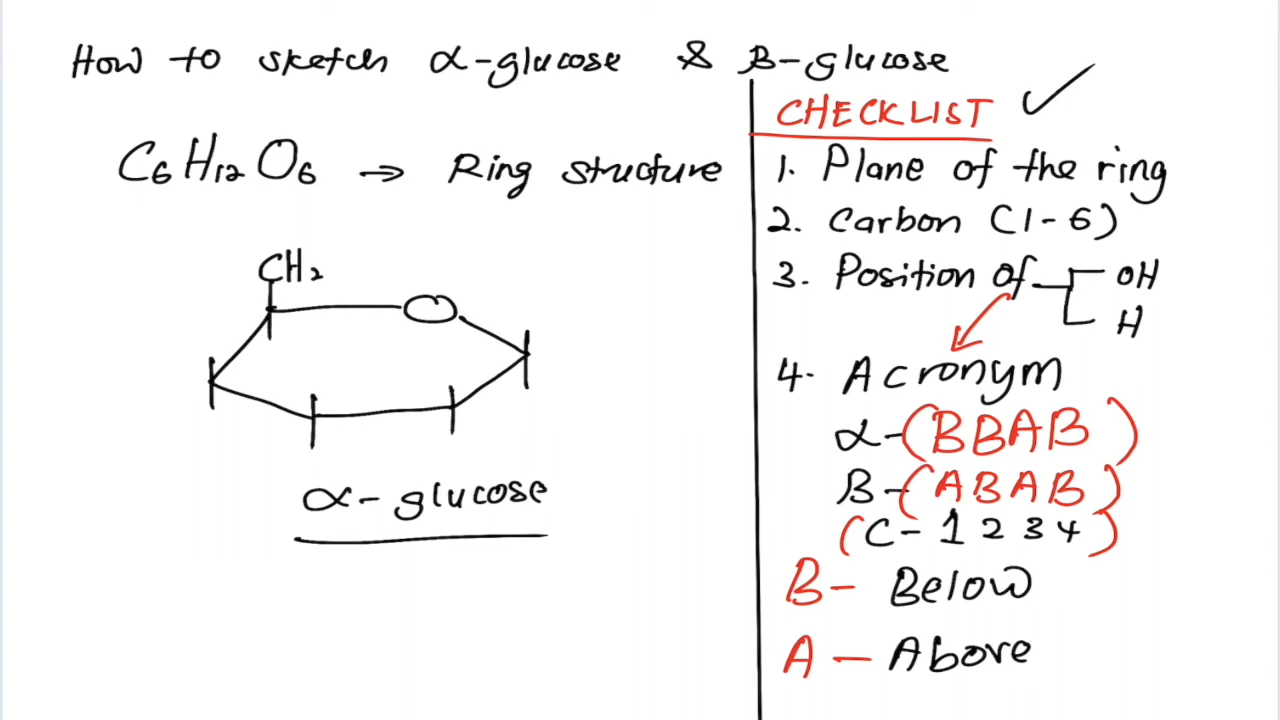 How to sketch α-glucose & B-glucose
C₆H₁₂O₆ → Ring structure
CH₂
O
α- glucose
CHECKLIST ✓
1. Plane of the ring
2. Carbon (1-6)
3. Position of OH
H
4. Acronym
α-(BBAB)
B-(ABAB)
(C- 1 2 3 4)
B- Below
A - Above